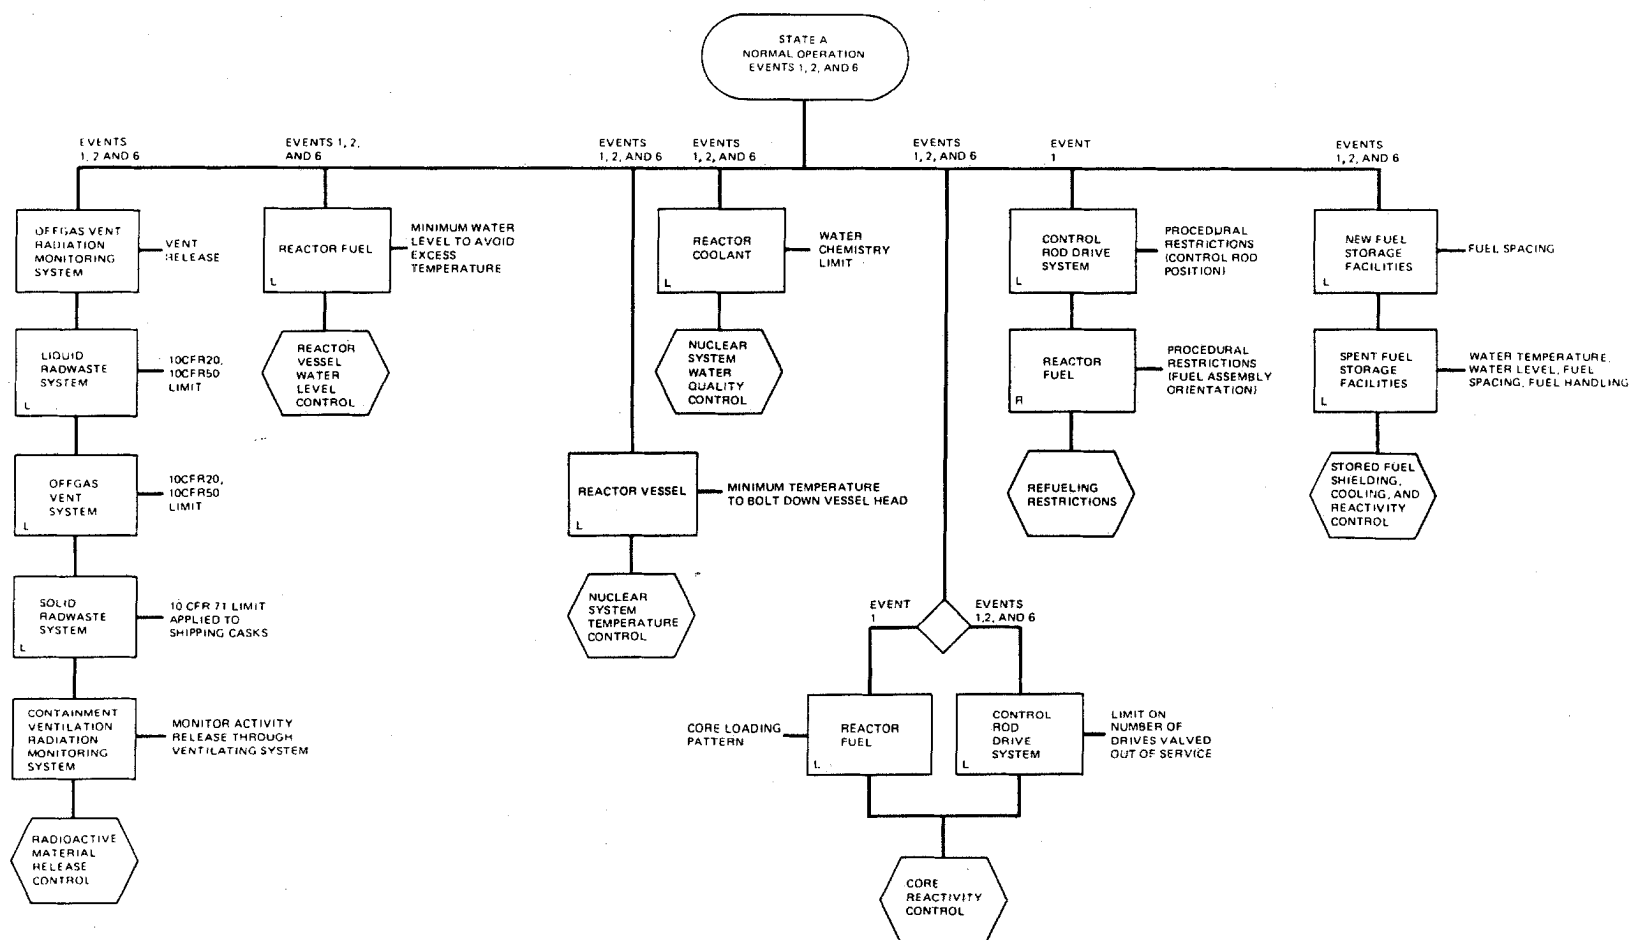 STATE A
NORMAL OPERATION
EVENTS 1, 2, AND 6
EVENTS
1, 2 AND 6
EVENTS 1, 2,
AND 6
EVENTS
1, 2, AND 6
EVENTS
1, 2, AND 6
EVENTS
1, 2, AND 6
EVENT
1
EVENTS
1, 2, AND 6
OFFGAS VENT
RADIATION
MONITORING
SYSTEM
VENT
RELEASE
LIQUID
RADWASTE
SYSTEM
L
10CFR20,
10CFR50
LIMIT
OFFGAS
VENT
SYSTEM
L
10CFR20,
10CFR50
LIMIT
SOLID
RADWASTE
SYSTEM
L
10 CFR 71 LIMIT
APPLIED TO
SHIPPING CASKS
CONTAINMENT
VENTILATION
RADIATION
MONITORING
SYSTEM
MONITOR ACTIVITY
RELEASE THROUGH
VENTILATING SYSTEM
RADIOACTIVE
MATERIAL
RELEASE
CONTROL
REACTOR FUEL
L
MINIMUM WATER
LEVEL TO AVOID
EXCESS
TEMPERATURE
REACTOR
VESSEL
WATER
LEVEL
CONTROL
REACTOR VESSEL
L
MINIMUM TEMPERATURE
TO BOLT DOWN VESSEL HEAD
NUCLEAR
SYSTEM
TEMPERATURE
CONTROL
REACTOR
COOLANT
L
WATER
CHEMISTRY
LIMIT
NUCLEAR
SYSTEM
WATER
QUALITY
CONTROL
EVENT
1
EVENTS
1,2, AND 6
CORE LOADING
PATTERN
REACTOR
FUEL
L
CONTROL
ROD
DRIVE
SYSTEM
L
LIMIT ON
NUMBER OF
DRIVES VALVED
OUT OF SERVICE
CORE
REACTIVITY
CONTROL
CONTROL
ROD DRIVE
SYSTEM
L
PROCEDURAL
RESTRICTIONS
(CONTROL ROD
POSITION)
REACTOR
FUEL
R
PROCEDURAL
RESTRICTIONS
(FUEL ASSEMBLY
ORIENTATION)
REFUELING
RESTRICTIONS
NEW FUEL
STORAGE
FACILITIES
L
FUEL SPACING
SPENT FUEL
STORAGE
FACILITIES
L
WATER TEMPERATURE,
WATER LEVEL, FUEL
SPACING, FUEL HANDLING
STORED FUEL
SHIELDING,
COOLING, AND
REACTIVITY
CONTROL